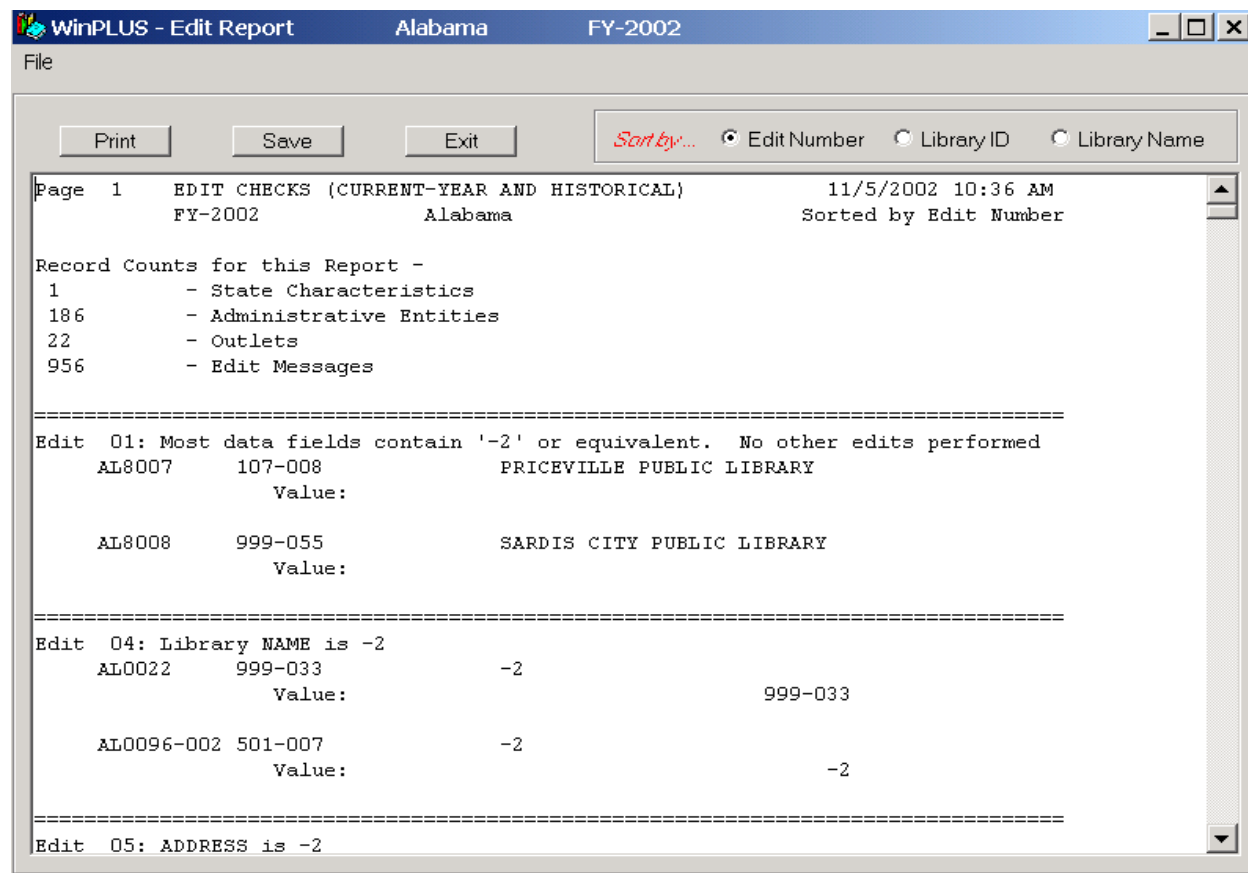 WinPLUS - Edit Report Alabama FY-2002
File
Print Save Exit Sort by... Edit Number Library ID Library Name
Page 1 EDIT CHECKS (CURRENT-YEAR AND HISTORICAL) 11/5/2002 10:36 AM
FY-2002 Alabama Sorted by Edit Number
Record Counts for this Report -
1 - State Characteristics
186 - Administrative Entities
22 - Outlets
956 - Edit Messages
==================================================================================
Edit 01: Most data fields contain '-2' or equivalent. No other edits performed
AL8007 107-008 PRICEVILLE PUBLIC LIBRARY
Value:
AL8008 999-055 SARDIS CITY PUBLIC LIBRARY
Value:
==================================================================================
Edit 04: Library NAME is -2
AL0022 999-033 -2
Value: 999-033
AL0096-002 501-007 -2
Value: -2
==================================================================================
Edit 05: ADDRESS is -2